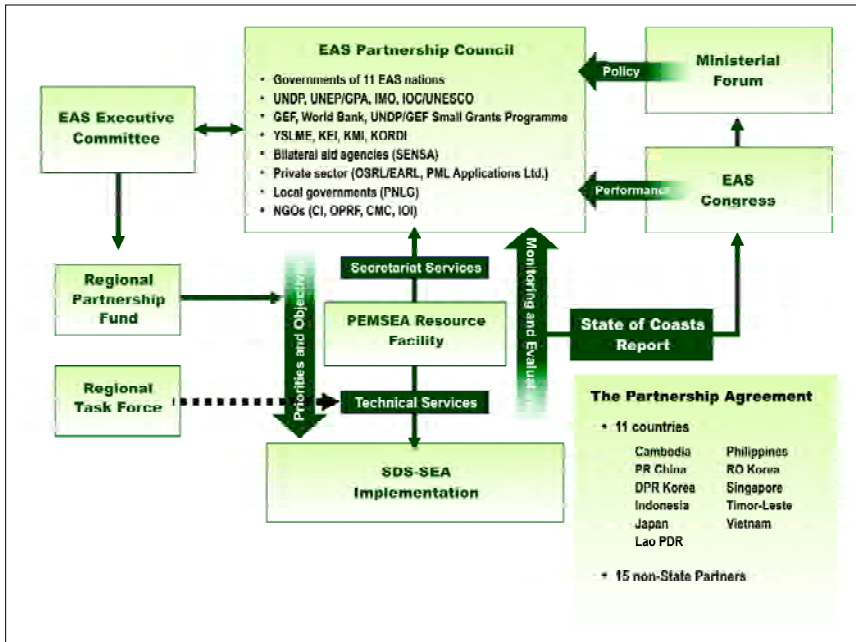 EAS Partnership Council
• Governments of 11 EAS nations
• UNDP, UNEP/GPA, IMO, IOC/UNESCO
• GEF, World Bank, UNDP/GEF Small Grants Programme
• YSLME, KEI, KMI, KORDI
• Bilateral aid agencies (SENSA)
• Private sector (OSRL/EARL, PML Applications Ltd.)
• Local governments (PNLG)
• NGOs (CI, OPRF, CMC, IOI)
Policy
Ministerial
Forum
EAS Executive
Committee
Performance
EAS
Congress
Regional
Partnership
Fund
Priorities and Objectives
Secretariat Services
Monitoring and Evaluat
PEMSEA Resource
Facility
State of Coasts
Report
Regional
Task Force
Technical Services
SDS-SEA
Implementation
The Partnership Agreement
• 11 countries
Cambodia Philippines
PR China RO Korea
DPR Korea Singapore
Indonesia Timor-Leste
Japan Vietnam
Lao PDR
• 15 non-State Partners